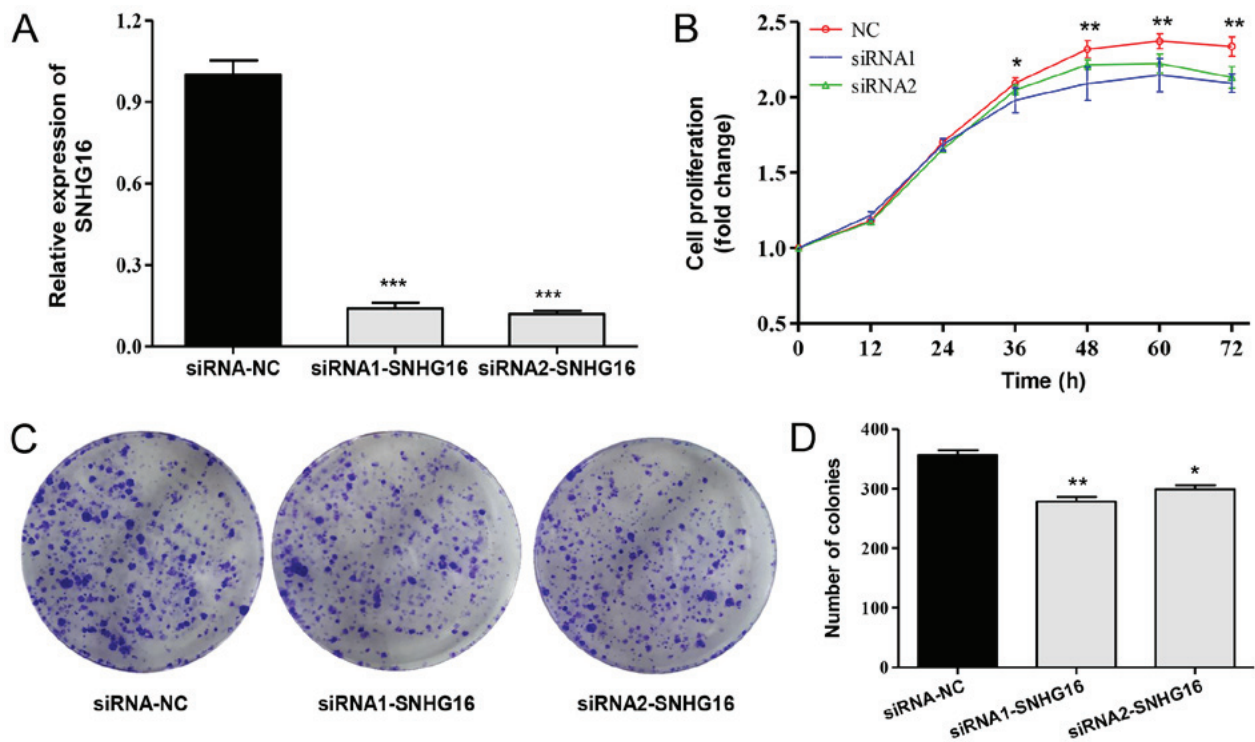 A
Relative expression of
SNHG16
1.2
0.9
0.6
0.3
0.0
***
***
siRNA-NC
siRNA1-SNHG16
siRNA2-SNHG16
B
NC
siRNA1
siRNA2
Cell proliferation
(fold change)
2.5
2.0
1.5
1.0
0.5
*
**
**
**
0
12
24
36
48
60
72
Time (h)
C
siRNA-NC
siRNA1-SNHG16
siRNA2-SNHG16
D
Number of colonies
400
300
200
100
0
**
*
siRNA-NC
siRNA1-SNHG16
siRNA2-SNHG16